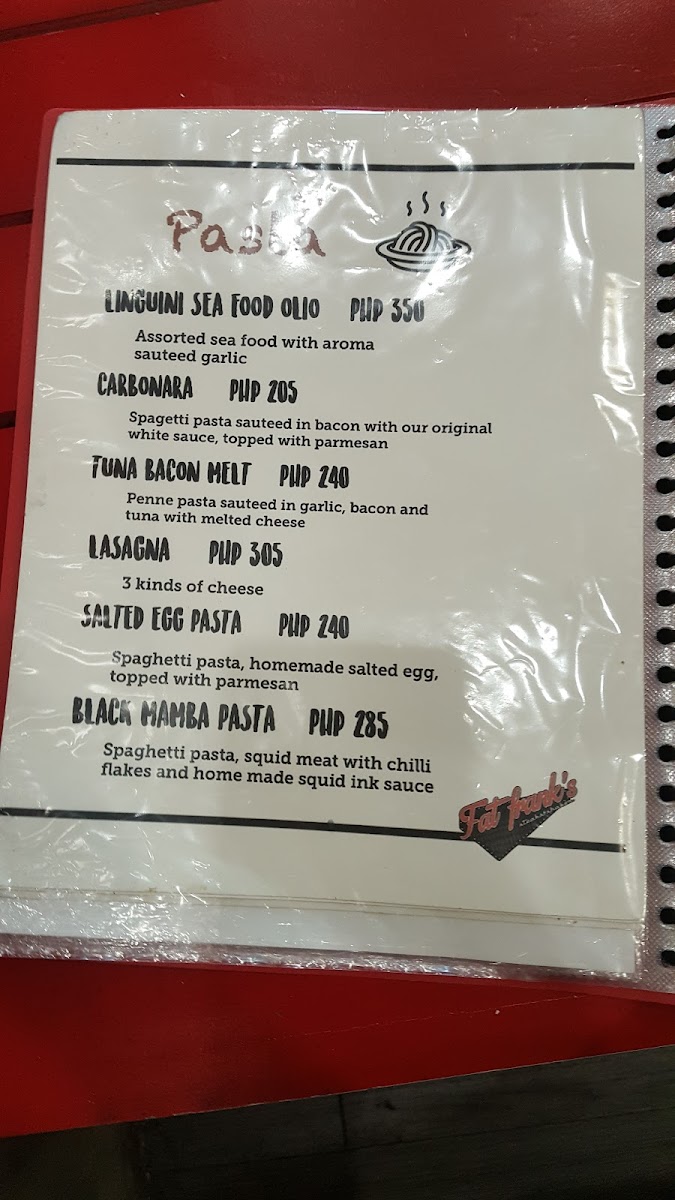 Pasta
LINGUINI SEA FOOD OLIO PHP 350
Assorted sea food with aroma
sauteed garlic
CARBONARA PHP 205
Spagetti pasta sauteed in bacon with our original
white sauce, topped with parmesan
TUNA BACON MELT PHP 240
Penne pasta sauteed in garlic, bacon and
tuna with melted cheese
LASAGNA PHP 305
3 kinds of cheese
SALTED EGG PASTA PHP 240
Spaghetti pasta, homemade salted egg,
topped with parmesan
BLACK MAMBA PASTA PHP 285
Spaghetti pasta, squid meat with chilli
flakes and home made squid ink sauce
Fat frank's